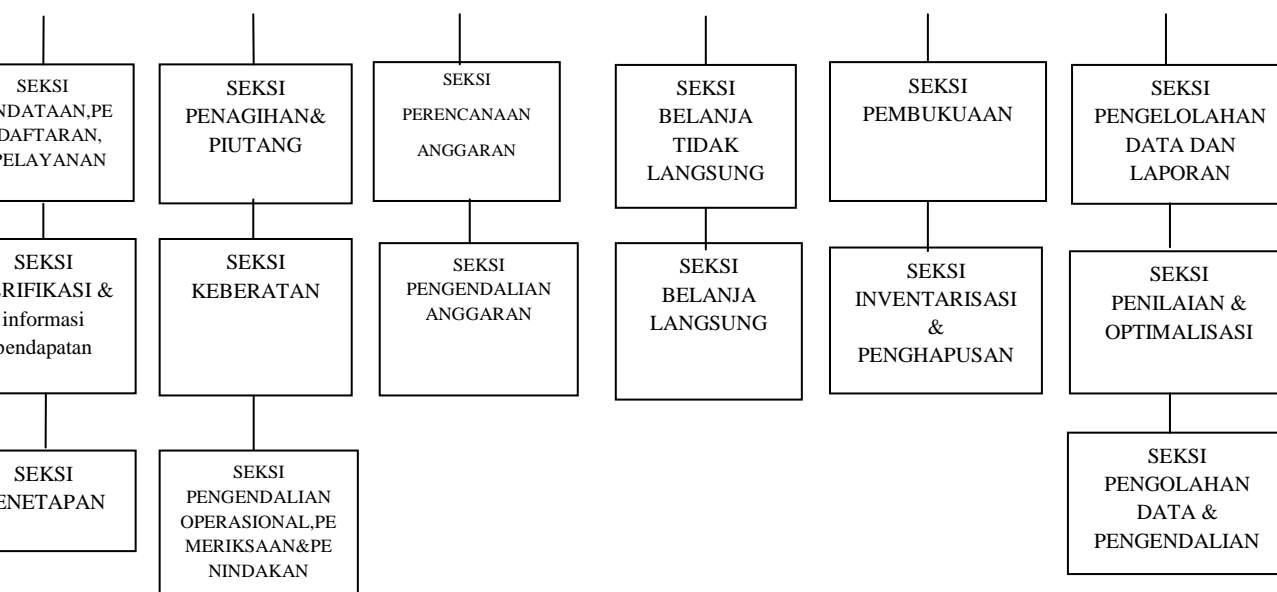 SEKSI
NDATAAN,PE
DAFTARAN,
PELAYANAN
SEKSI
PENAGIHAN&
PIUTANG
SEKSI
PERENCANAAN
ANGGARAN
SEKSI
BELANJA
TIDAK
LANGSUNG
SEKSI
PEMBUKUAAN
SEKSI
PENGELOLAHAN
DATA DAN
LAPORAN
SEKSI
RIFIKASI &
informasi
pendapatan
SEKSI
KEBERATAN
SEKSI
PENGENDALIAN
ANGGARAN
SEKSI
BELANJA
LANGSUNG
SEKSI
INVENTARISASI
&
PENGHAPUSAN
SEKSI
PENILAIAN &
OPTIMALISASI
SEKSI
ENETAPAN
SEKSI
PENGENDALIAN
OPERASIONAL,PE
MERIKSAAN&PE
NINDAKAN
SEKSI
PENGOLAHAN
DATA &
PENGENDALIAN